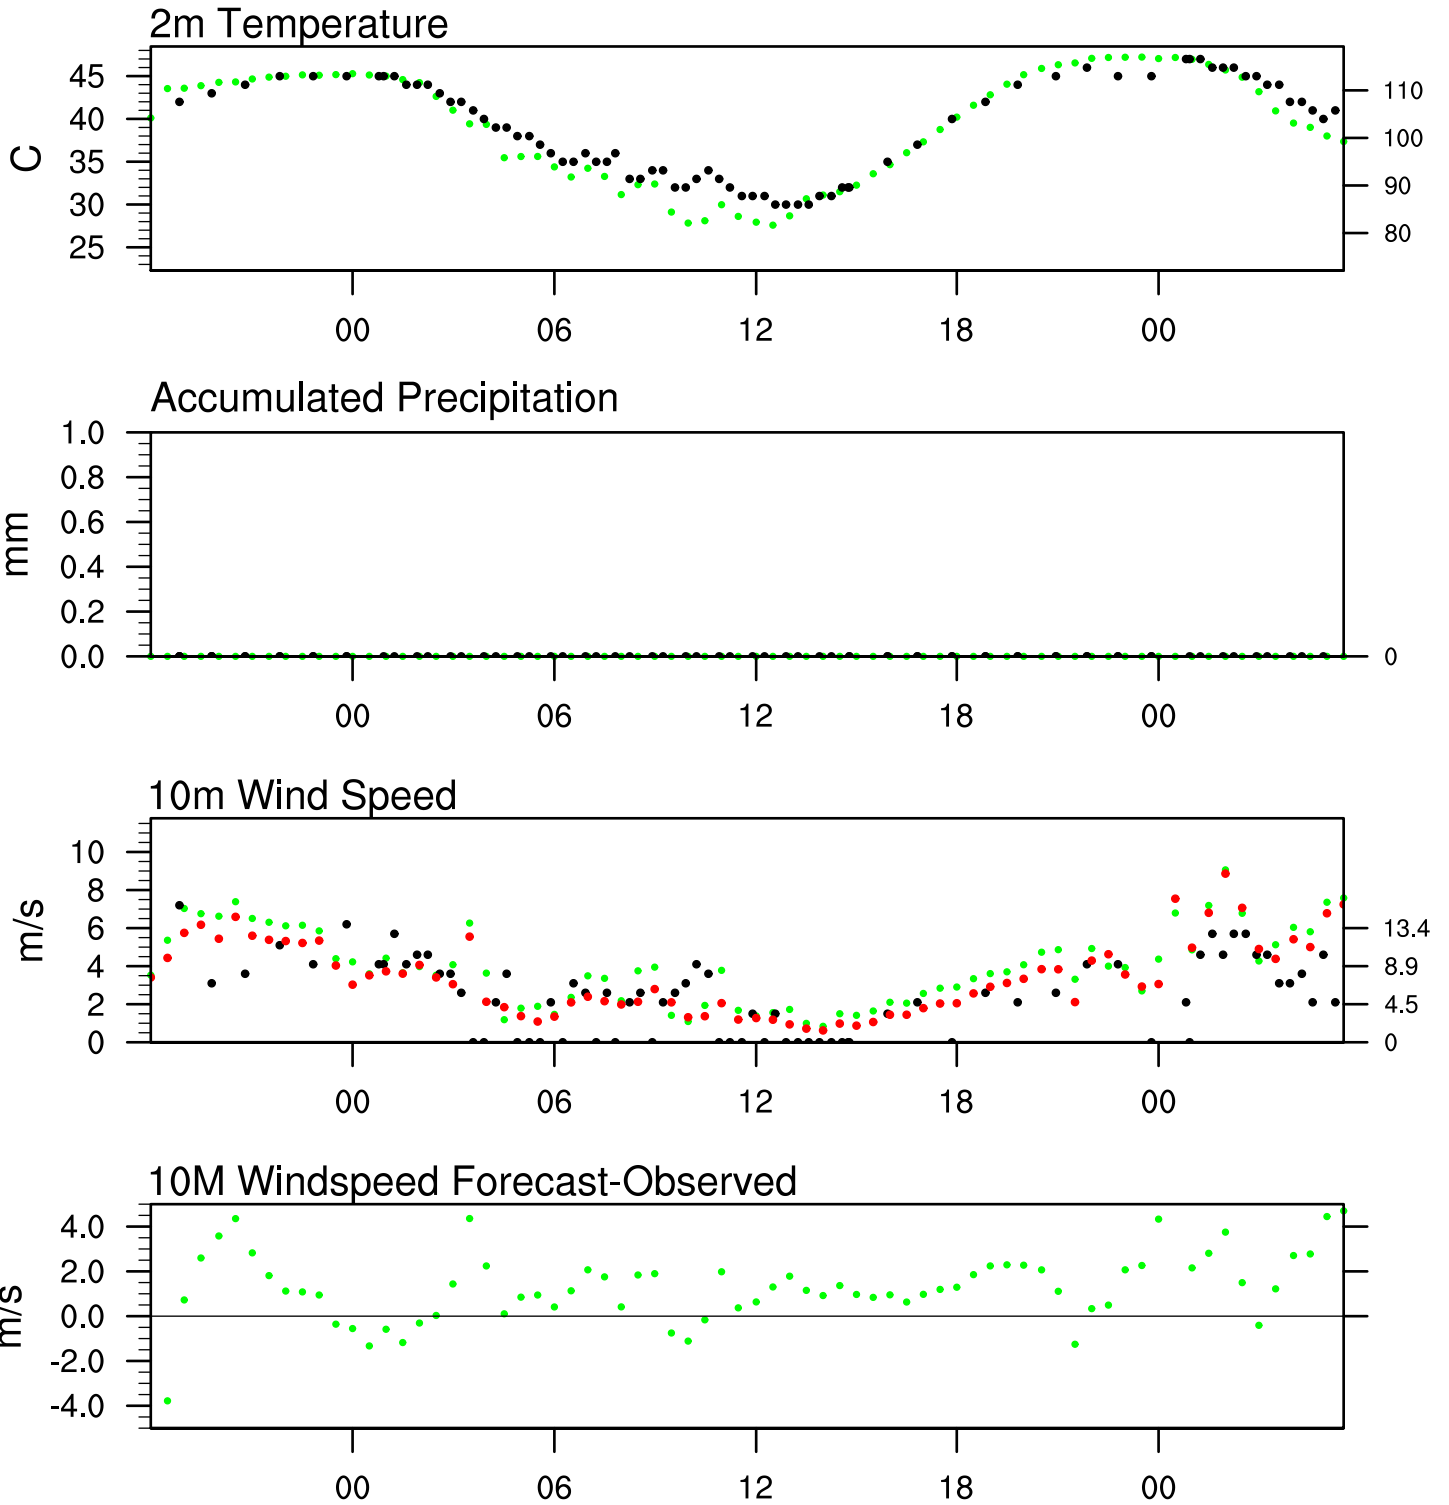 2m Temperature
45
40
35
30
25
C
110
100
90
80
00 06 12 18 00
Accumulated Precipitation
1.0
0.8
0.6
0.4
0.2
0.0
mm
0
00 06 12 18 00
10m Wind Speed
10
8
6
4
2
0
m/s
13.4
8.9
4.5
0
00 06 12 18 00
10M Windspeed Forecast-Observed
4.0
2.0
0.0
-2.0
-4.0
m/s
00 06 12 18 00